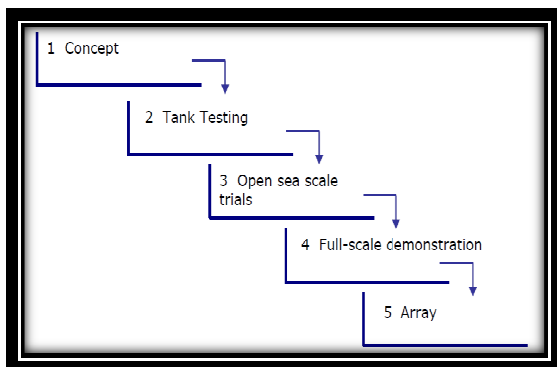 1 Concept
2 Tank Testing
3 Open sea scale
trials
4 Full-scale demonstration
5 Array